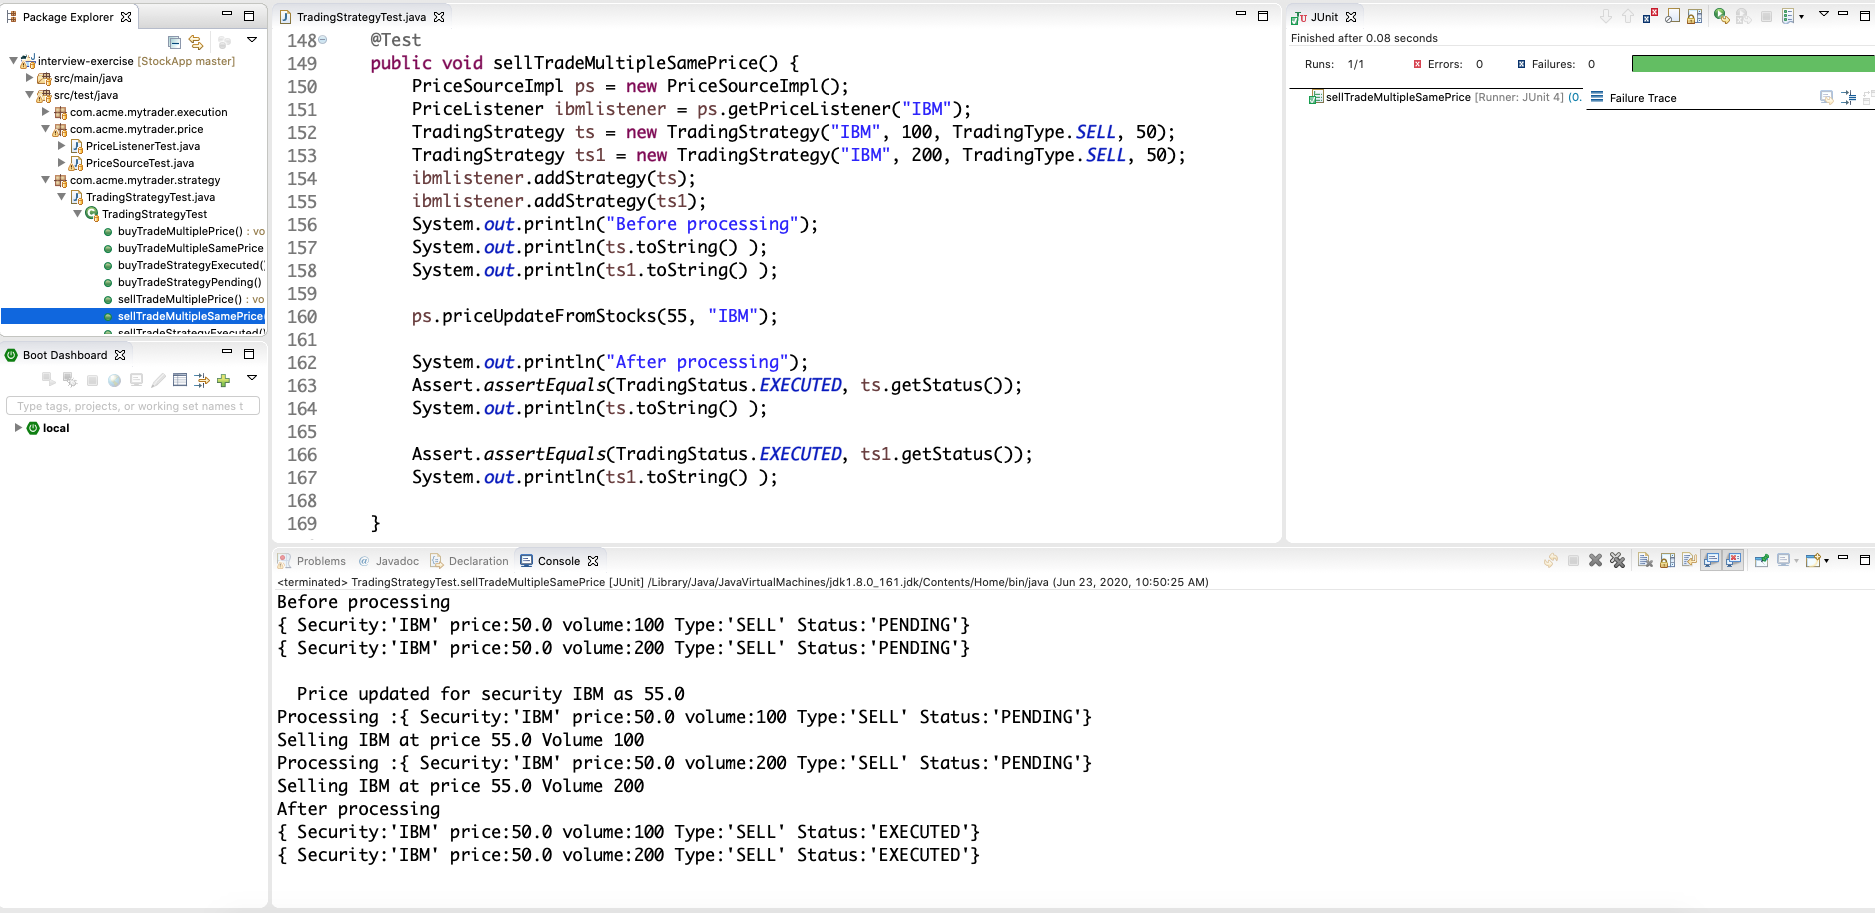 Package Explorer
interview-exercise [StockApp master]
src/main/java
src/test/java
com.acme.mytrader.execution
com.acme.mytrader.price
PriceListenerTest.java
PriceSourceTest.java
com.acme.mytrader.strategy
TradingStrategyTest.java
TradingStrategyTest
buyTradeMultiplePrice() : vo
buyTradeMultipleSamePrice
buyTradeStrategyExecuted()
buyTradeStrategyPending()
sellTradeMultiplePrice() : vo
sellTradeMultipleSamePrice
sellTradeStrategyExecuted()
Boot Dashboard
Type tags, projects, or working set names t
local
TradingStrategyTest.java
148 @Test
149 public void sellTradeMultipleSamePrice() {
150 PriceSourceImpl ps = new PriceSourceImpl();
151 PriceListener ibmlistener = ps.getPriceListener("IBM");
152 TradingStrategy ts = new TradingStrategy("IBM", 100, TradingType.SELL, 50);
153 TradingStrategy ts1 = new TradingStrategy("IBM", 200, TradingType.SELL, 50);
154 ibmlistener.addStrategy(ts);
155 ibmlistener.addStrategy(ts1);
156 System.out.println("Before processing");
157 System.out.println(ts.toString() );
158 System.out.println(ts1.toString() );
159
160 ps.priceUpdateFromStocks(55, "IBM");
161
162 System.out.println("After processing");
163 Assert.assertEquals(TradingStatus.EXECUTED, ts.getStatus());
164 System.out.println(ts.toString() );
165
166 Assert.assertEquals(TradingStatus.EXECUTED, ts1.getStatus());
167 System.out.println(ts1.toString() );
168
169 }
JUnit
Finished after 0.08 seconds
Runs: 1/1 Errors: 0 Failures: 0
sellTradeMultipleSamePrice [Runner: JUnit 4] (0.
Failure Trace
Problems @ Javadoc Declaration Console
<terminated> TradingStrategyTest.sellTradeMultipleSamePrice [JUnit] /Library/Java/JavaVirtualMachines/jdk1.8.0_161.jdk/Contents/Home/bin/java (Jun 23, 2020, 10:50:25 AM)
Before processing
{ Security:'IBM' price:50.0 volume:100 Type:'SELL' Status:'PENDING'}
{ Security:'IBM' price:50.0 volume:200 Type:'SELL' Status:'PENDING'}
Price updated for security IBM as 55.0
Processing :{ Security:'IBM' price:50.0 volume:100 Type:'SELL' Status:'PENDING'}
Selling IBM at price 55.0 Volume 100
Processing :{ Security:'IBM' price:50.0 volume:200 Type:'SELL' Status:'PENDING'}
Selling IBM at price 55.0 Volume 200
After processing
{ Security:'IBM' price:50.0 volume:100 Type:'SELL' Status:'EXECUTED'}
{ Security:'IBM' price:50.0 volume:200 Type:'SELL' Status:'EXECUTED'}